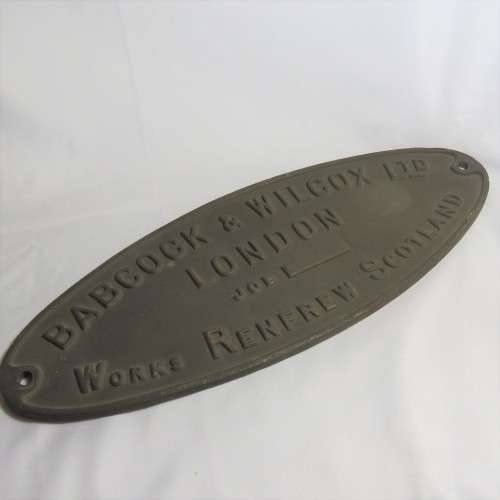 BABCOCK & WILCOX LTD
LONDON
JOB
WORKS RENFREW SCOTLAND